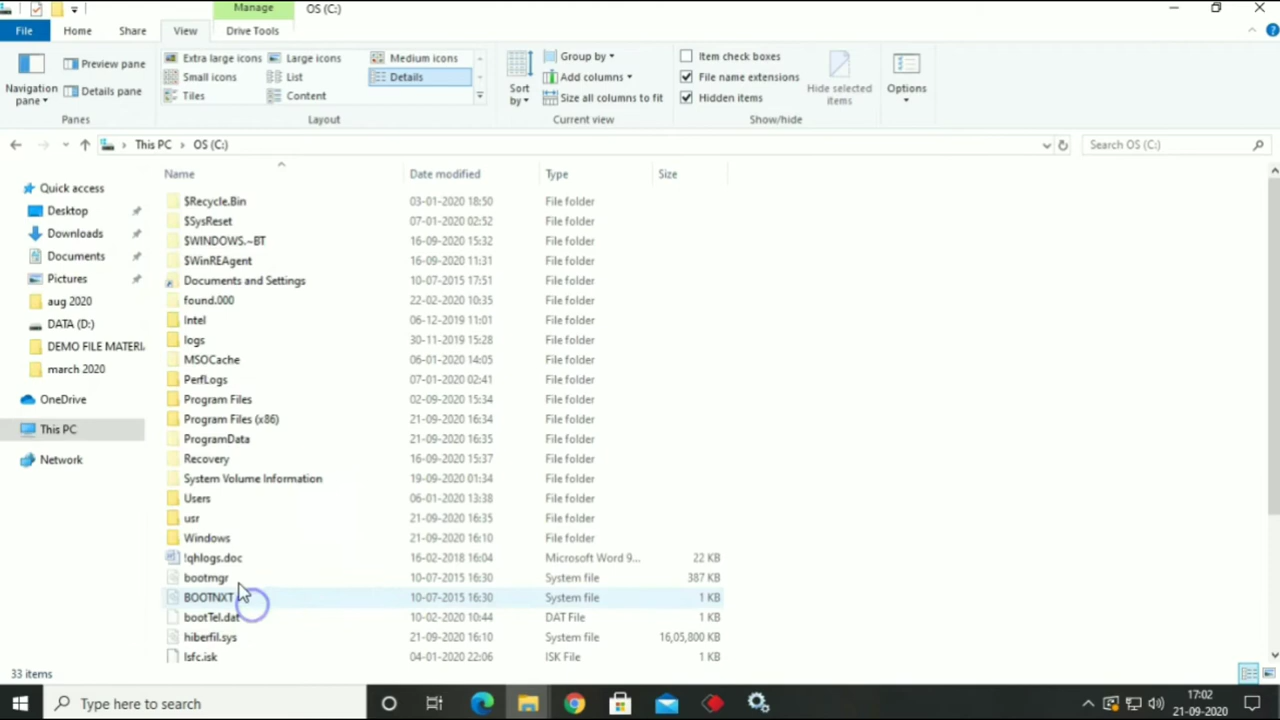 Manage
OS (C:)
File
Home
Share
View
Drive Tools
Navigation pane
Preview pane
Details pane
Panes
Extra large icons
Large icons
Medium icons
Small icons
List
Details
Tiles
Content
Layout
Sort by
Group by
Add columns
Size all columns to fit
Current view
Item check boxes
File name extensions
Hidden items
Hide selected items
Show/hide
Options
This PC
OS (C:)
Search OS (C:)
Quick access
Desktop
Downloads
Documents
Pictures
aug 2020
DATA (D:)
DEMO FILE MATERI
march 2020
OneDrive
This PC
Network
Name Date modified Type Size
$Recycle.Bin 03-01-2020 18:50 File folder
$SysReset 07-01-2020 02:52 File folder
$WINDOWS.~BT 16-09-2020 15:32 File folder
$WinREAgent 16-09-2020 11:31 File folder
Documents and Settings 10-07-2015 17:51 File folder
found.000 22-02-2020 10:35 File folder
Intel 06-12-2019 11:01 File folder
logs 30-11-2019 15:28 File folder
MSOCache 06-01-2020 14:05 File folder
PerfLogs 07-01-2020 02:41 File folder
Program Files 02-09-2020 15:34 File folder
Program Files (x86) 21-09-2020 16:34 File folder
ProgramData 21-09-2020 16:35 File folder
Recovery 16-09-2020 15:37 File folder
System Volume Information 19-09-2020 01:34 File folder
Users 06-01-2020 13:38 File folder
usr 21-09-2020 16:35 File folder
Windows 21-09-2020 16:10 File folder
!qhlogs.doc 16-02-2018 16:04 Microsoft Word 9... 22 KB
bootmgr 10-07-2015 16:30 System file 387 KB
BOOTNXT 10-07-2015 16:30 System file 1 KB
bootTel.dat 10-02-2020 10:44 DAT File 1 KB
hiberfil.sys 21-09-2020 16:10 System file 16,05,800 KB
lsfc.isk 04-01-2020 22:06 ISK File 1 KB
33 items
Type here to search
17:02
21-09-2020